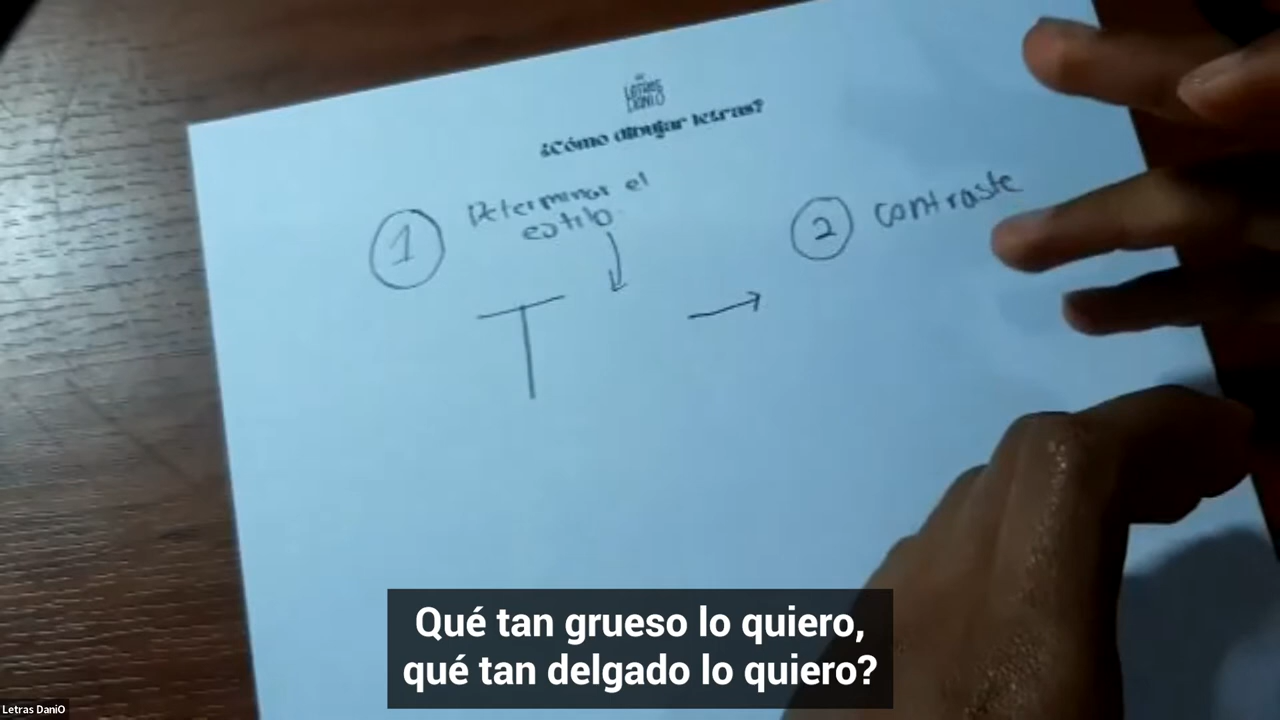 LETRAS
DANIO
¿Cómo dibujar letras?
1
Determinar el
estilo
T
2
contraste
Qué tan grueso lo quiero,
qué tan delgado lo quiero?
Letras DaniO